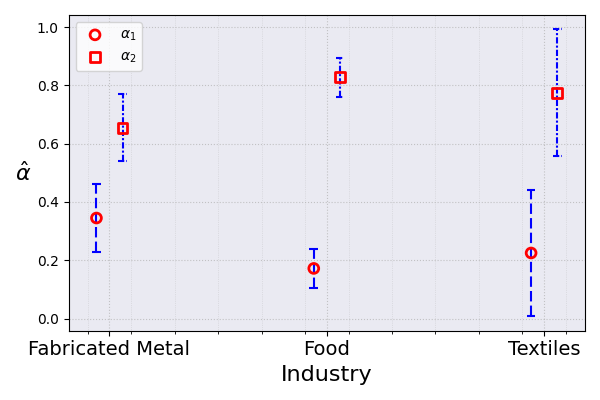 1.0
0.8
0.6
0.4
0.2
0.0
α̂
α₁
α₂
Fabricated Metal
Food
Textiles
Industry